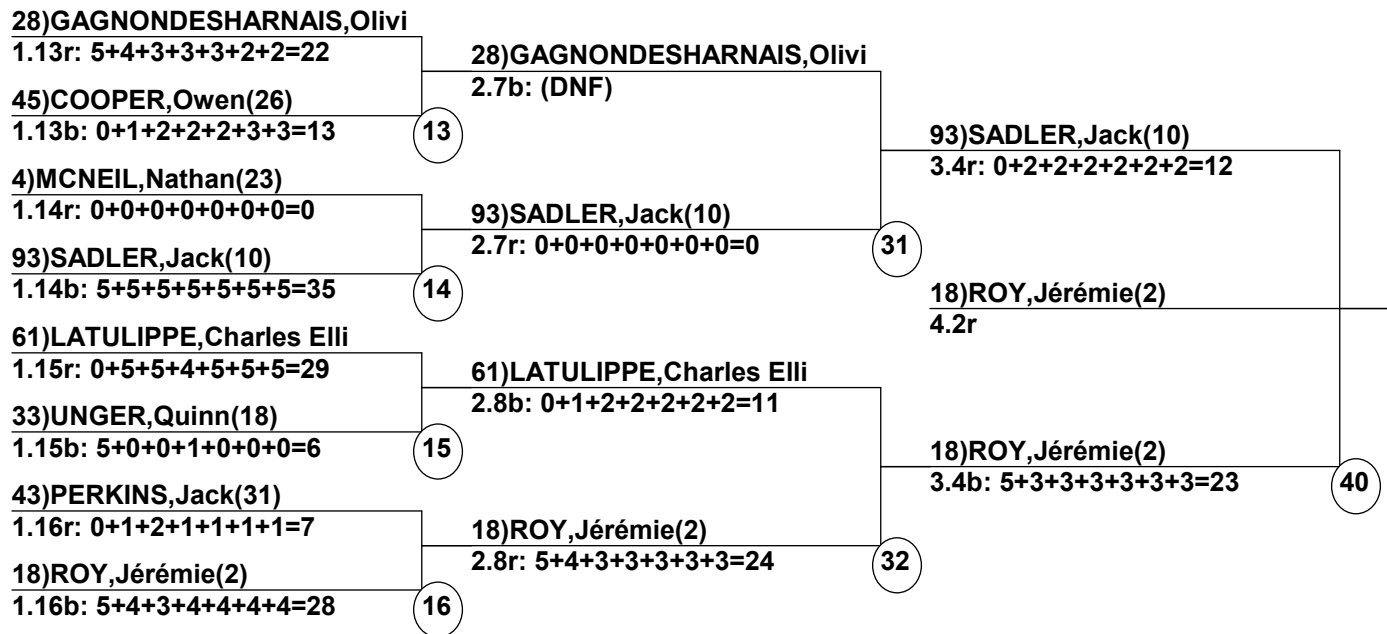 28)GAGNONDESHARNAIS,Olivi
1.13r: 5+4+3+3+3+2+2=22
45)COOPER,Owen(26)
1.13b: 0+1+2+2+2+3+3=13
13
4)MCNEIL,Nathan(23)
1.14r: 0+0+0+0+0+0+0=0
93)SADLER,Jack(10)
1.14b: 5+5+5+5+5+5+5=35
14
61)LATULIPPE,Charles Elli
1.15r: 0+5+5+4+5+5+5=29
33)UNGER,Quinn(18)
1.15b: 5+0+0+1+0+0+0=6
15
43)PERKINS,Jack(31)
1.16r: 0+1+2+1+1+1+1=7
18)ROY,Jérémie(2)
1.16b: 5+4+3+4+4+4+4=28
16
28)GAGNONDESHARNAIS,Olivi
2.7b: (DNF)
93)SADLER,Jack(10)
2.7r: 0+0+0+0+0+0+0=0
31
61)LATULIPPE,Charles Elli
2.8b: 0+1+2+2+2+2+2=11
18)ROY,Jérémie(2)
2.8r: 5+4+3+3+3+3+3=24
32
93)SADLER,Jack(10)
3.4r: 0+2+2+2+2+2+2=12
18)ROY,Jérémie(2)
4.2r
18)ROY,Jérémie(2)
3.4b: 5+3+3+3+3+3+3=23
40